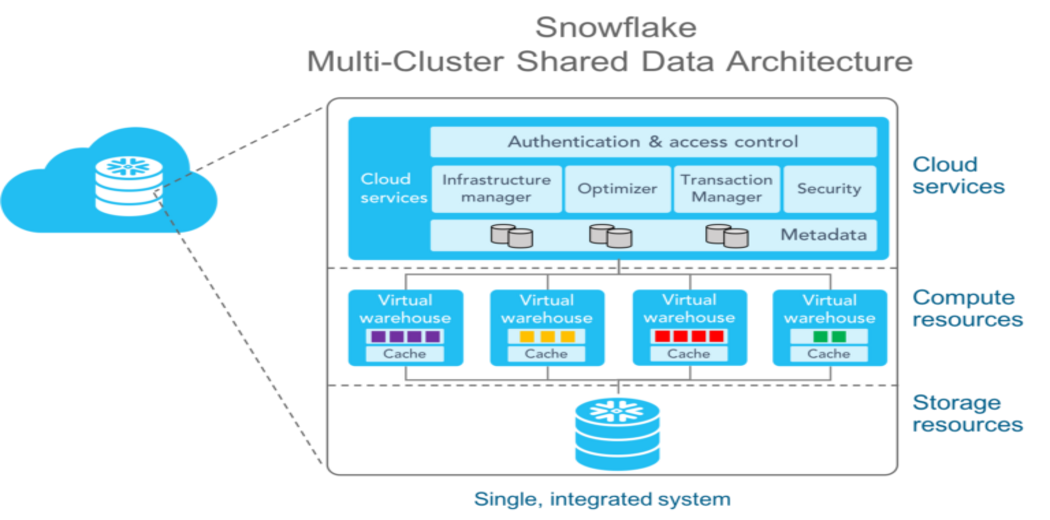 Snowflake
Multi-Cluster Shared Data Architecture
Authentication & access control
Cloud
services
Infrastructure
manager
Optimizer
Transaction
Manager
Security
Metadata
Cloud
services
Virtual
warehouse
Cache
Virtual
warehouse
Cache
Virtual
warehouse
Cache
Virtual
warehouse
Cache
Compute
resources
Storage
resources
Single, integrated system